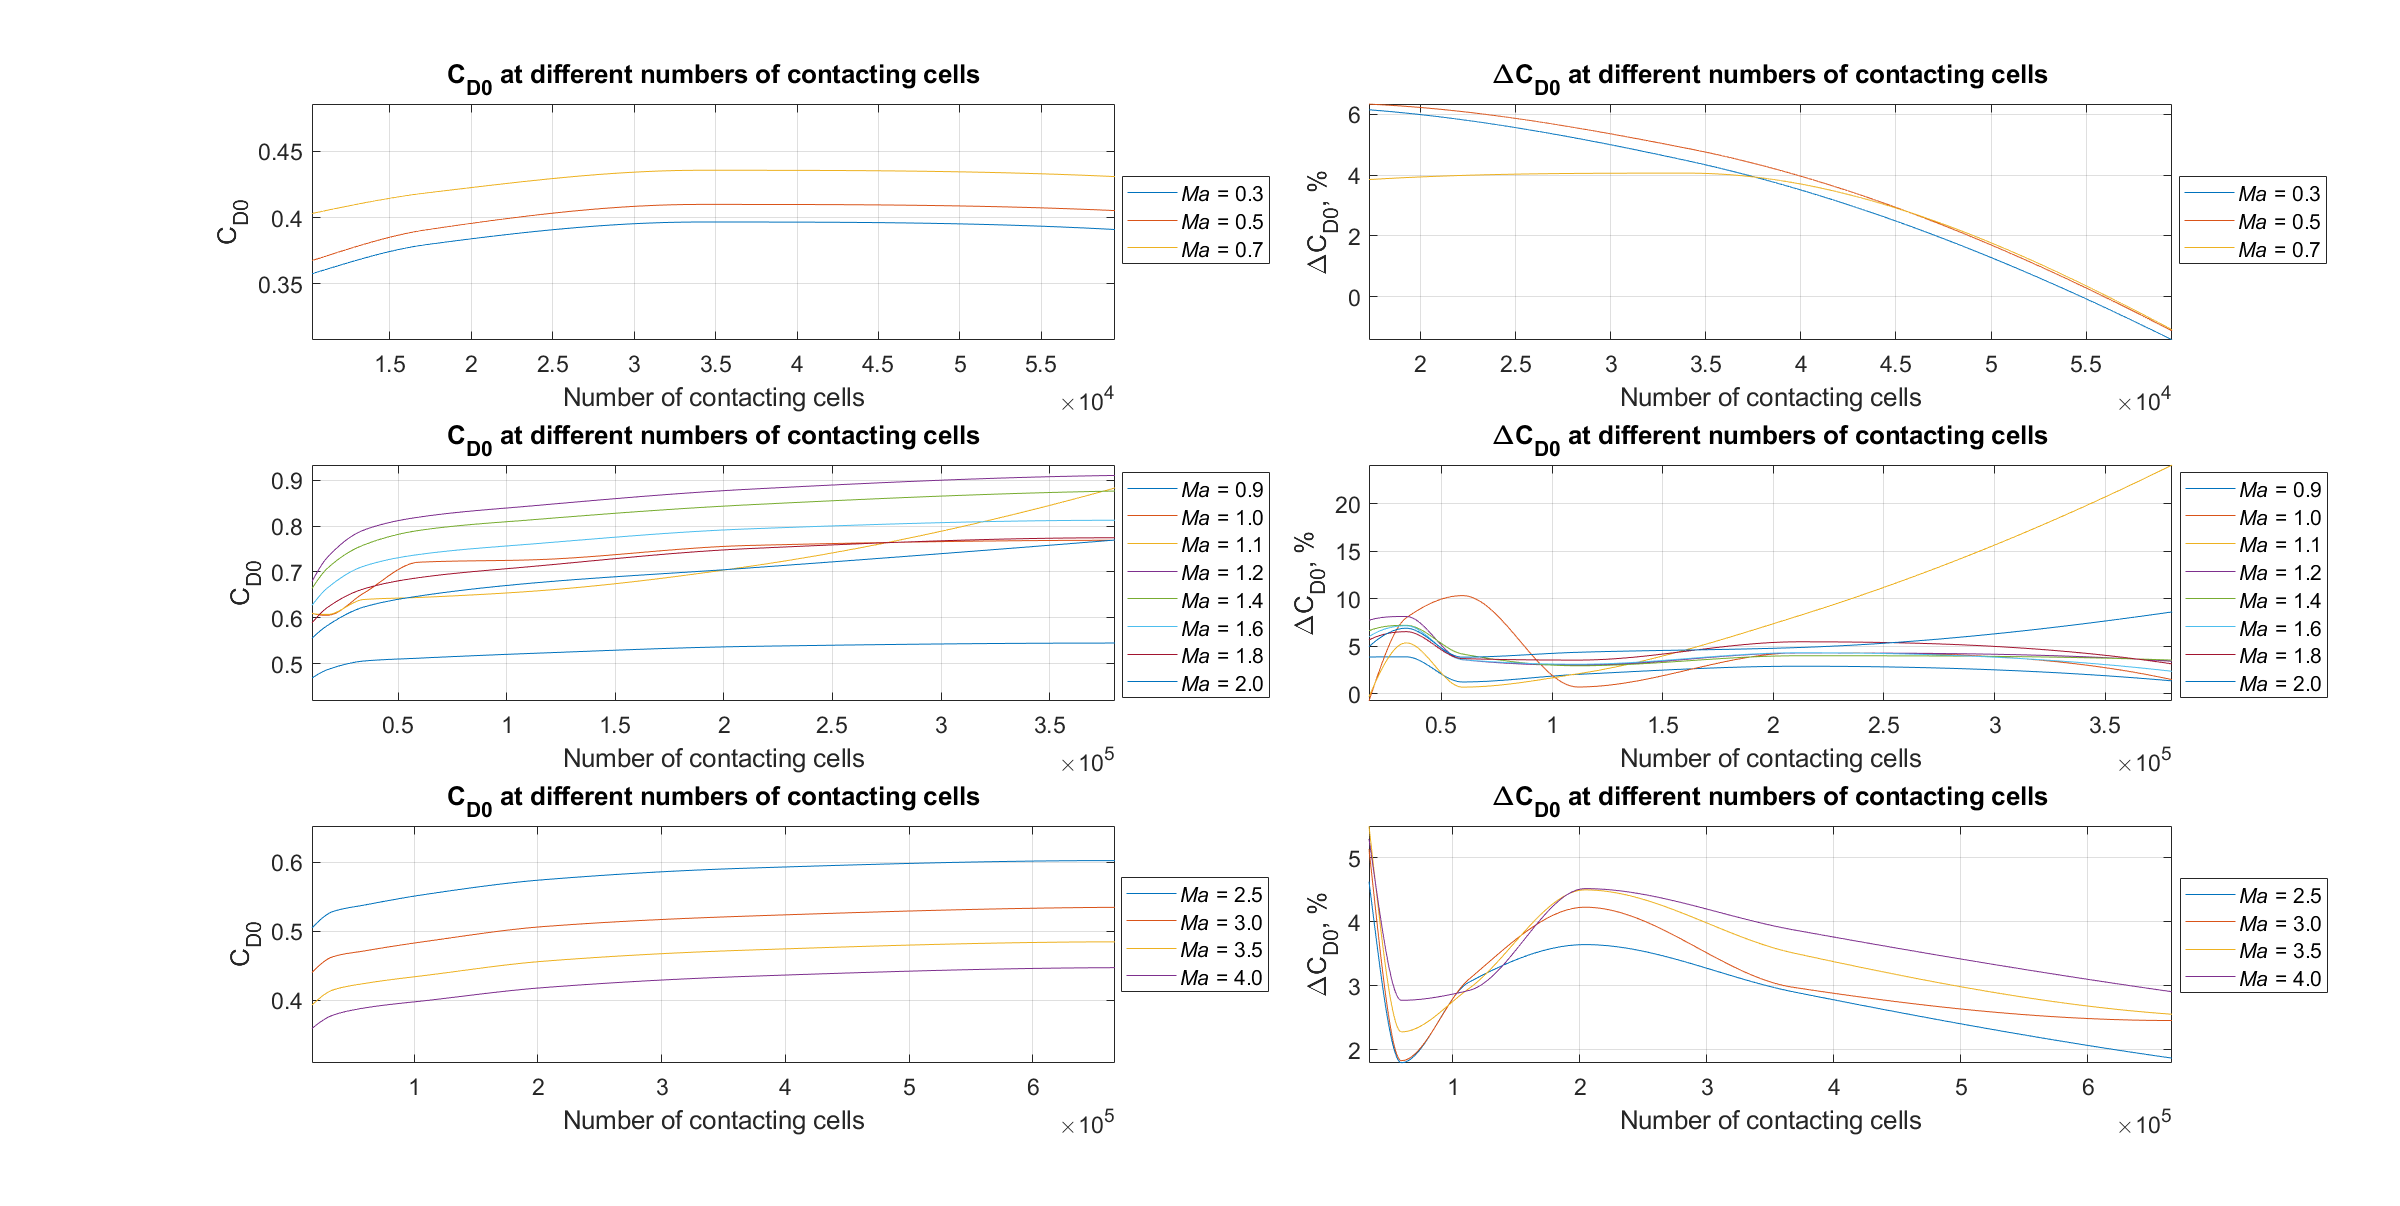 C_D0 at different numbers of contacting cells
0.45
0.4
0.35
C_D0
1.5 2 2.5 3 3.5 4 4.5 5 5.5
Number of contacting cells
×10^4
Ma = 0.3
Ma = 0.5
Ma = 0.7
ΔC_D0 at different numbers of contacting cells
6
4
2
0
ΔC_D0, %
2 2.5 3 3.5 4 4.5 5 5.5
Number of contacting cells
×10^4
Ma = 0.3
Ma = 0.5
Ma = 0.7
C_D0 at different numbers of contacting cells
0.9
0.8
0.7
0.6
0.5
C_D0
0.5 1 1.5 2 2.5 3 3.5
Number of contacting cells
×10^5
Ma = 0.9
Ma = 1.0
Ma = 1.1
Ma = 1.2
Ma = 1.4
Ma = 1.6
Ma = 1.8
Ma = 2.0
ΔC_D0 at different numbers of contacting cells
20
15
10
5
0
ΔC_D0, %
0.5 1 1.5 2 2.5 3 3.5
Number of contacting cells
×10^5
Ma = 0.9
Ma = 1.0
Ma = 1.1
Ma = 1.2
Ma = 1.4
Ma = 1.6
Ma = 1.8
Ma = 2.0
C_D0 at different numbers of contacting cells
0.6
0.5
0.4
C_D0
1 2 3 4 5 6
Number of contacting cells
×10^5
Ma = 2.5
Ma = 3.0
Ma = 3.5
Ma = 4.0
ΔC_D0 at different numbers of contacting cells
5
4
3
2
ΔC_D0, %
1 2 3 4 5 6
Number of contacting cells
×10^5
Ma = 2.5
Ma = 3.0
Ma = 3.5
Ma = 4.0